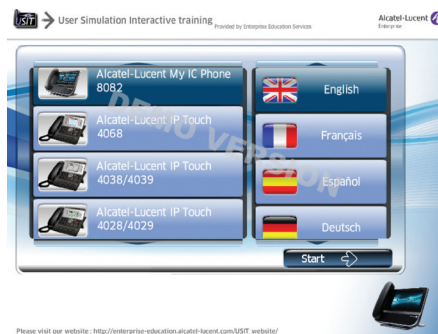 USIT
User Simulation Interactive training Provided by Enterprise Education Services
Alcatel-Lucent
Enterprise
Alcatel-Lucent My IC Phone
8082
Alcatel-Lucent IP Touch
4068
Alcatel-Lucent IP Touch
4038/4039
Alcatel-Lucent IP Touch
4028/4029
English
Français
Español
Deutsch
DEMO VERSION
Start
Please visit our website : http://enterprise-education.alcatel-lucent.com/USIT_website/